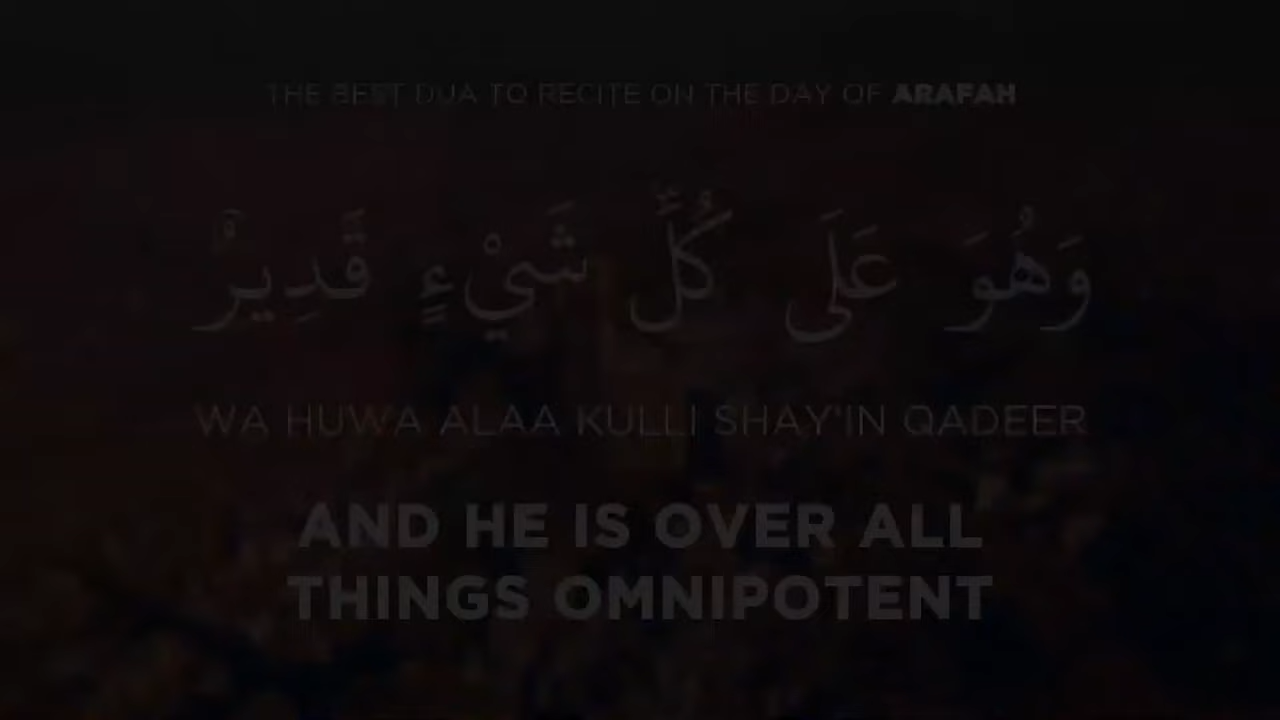 THE BEST DUA TO RECITE ON THE DAY OF ARAFAH
وَهُوَ عَلَى كُلِّ شَيْءٍ قَدِيرٌ
WA HUWA ALAA KULLI SHAY'IN QADEER
AND HE IS OVER ALL
THINGS OMNIPOTENT